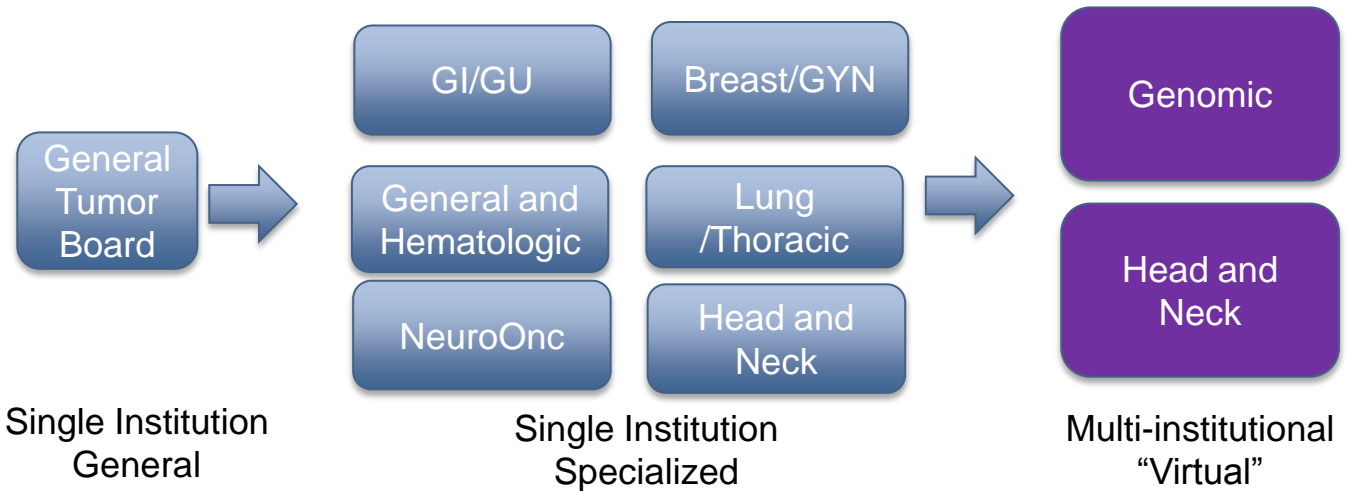 General
Tumor
Board
GI/GU
Breast/GYN
General and
Hematologic
Lung
/Thoracic
NeuroOnc
Head and
Neck
Genomic
Head and
Neck
Single Institution
General
Single Institution
Specialized
Multi-institutional
“Virtual”